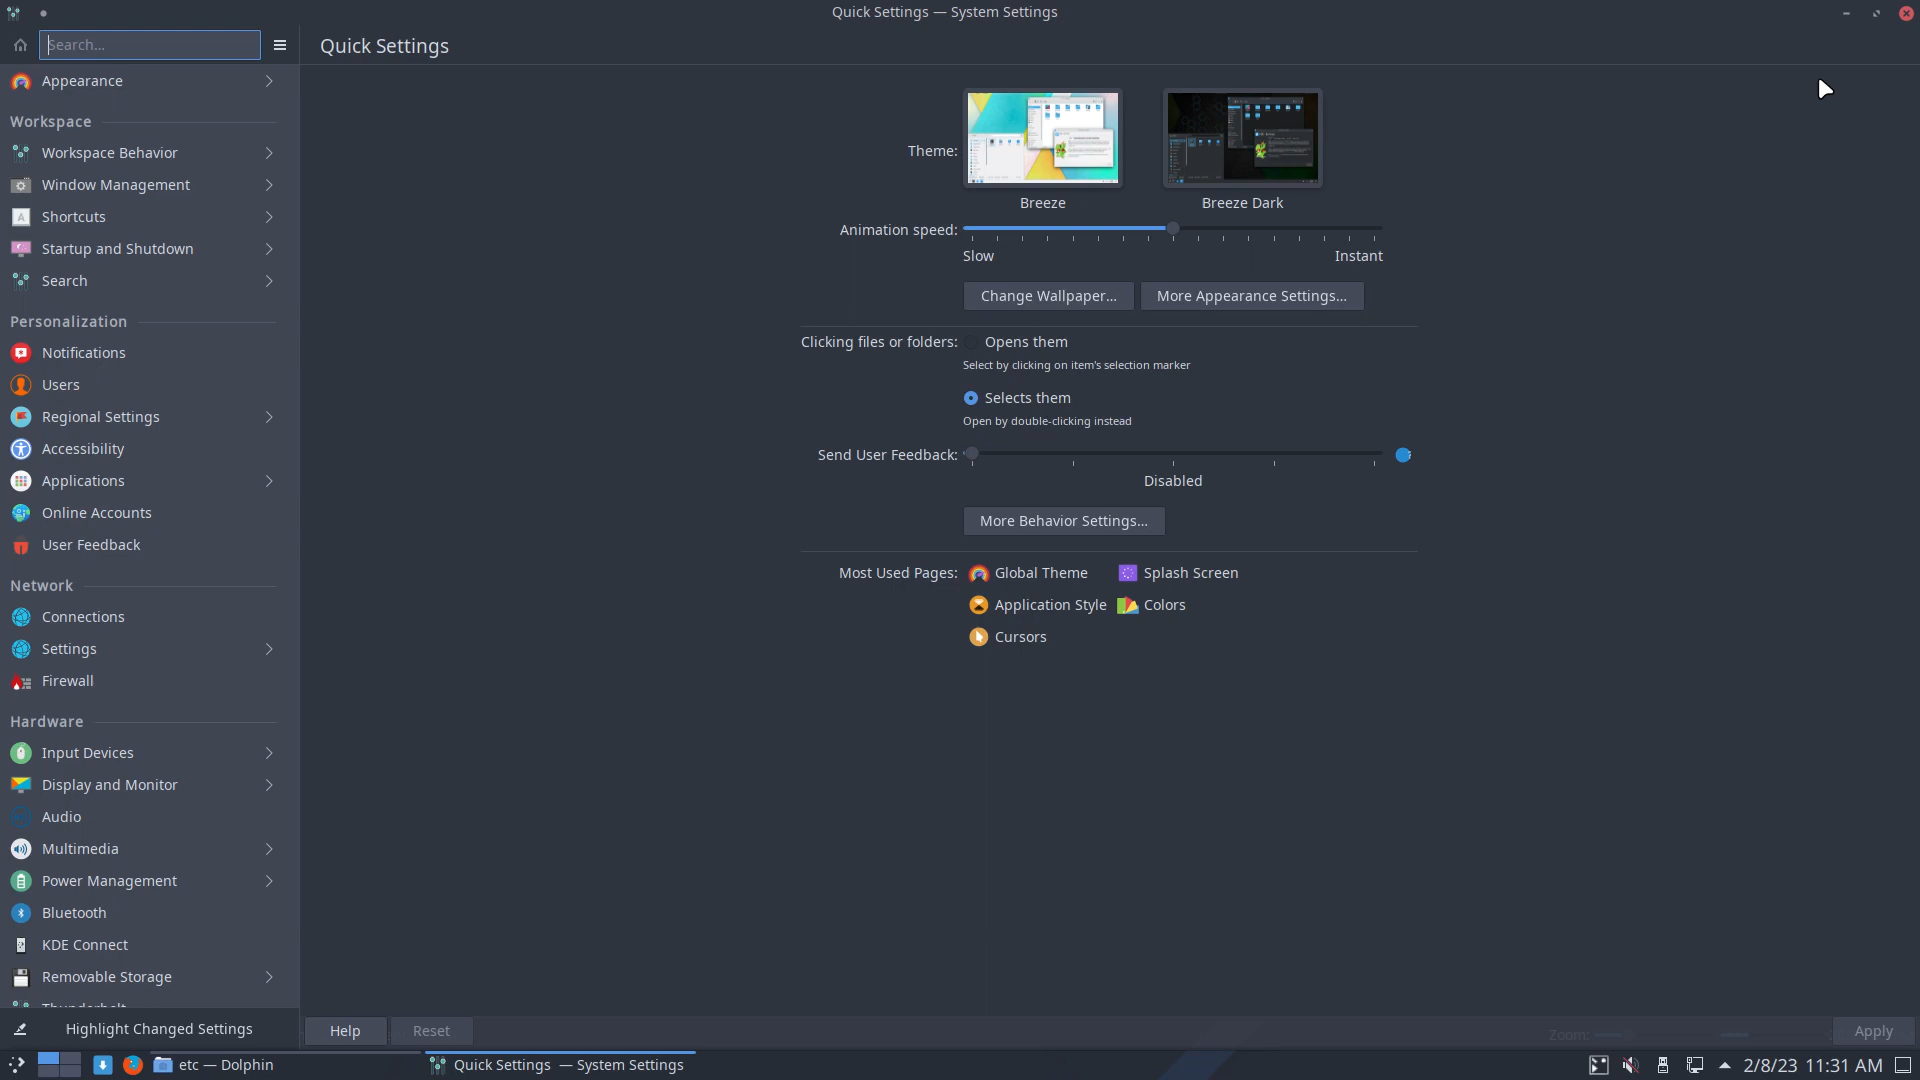 Quick Settings — System Settings
Search...
Quick Settings
Appearance
Workspace
Workspace Behavior
Window Management
Shortcuts
Startup and Shutdown
Search
Personalization
Notifications
Users
Regional Settings
Accessibility
Applications
Online Accounts
User Feedback
Network
Connections
Settings
Firewall
Hardware
Input Devices
Display and Monitor
Audio
Multimedia
Power Management
Bluetooth
KDE Connect
Removable Storage
Thunderbolt
Highlight Changed Settings
Theme:
Breeze
Breeze Dark
Animation speed:
Slow
Instant
Change Wallpaper...
More Appearance Settings...
Clicking files or folders:
Opens them
Select by clicking on item's selection marker
Selects them
Open by double-clicking instead
Send User Feedback:
Disabled
More Behavior Settings...
Most Used Pages:
Global Theme
Splash Screen
Application Style
Colors
Cursors
Help
Reset
Zoom:
Apply
etc — Dolphin
Quick Settings — System Settings
2/8/23 11:31 AM